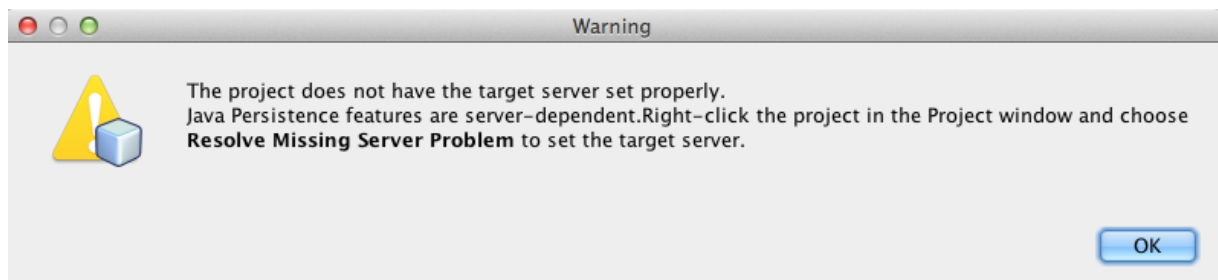 Warning
The project does not have the target server set properly.
Java Persistence features are server-dependent.Right-click the project in the Project window and choose
Resolve Missing Server Problem to set the target server.
OK